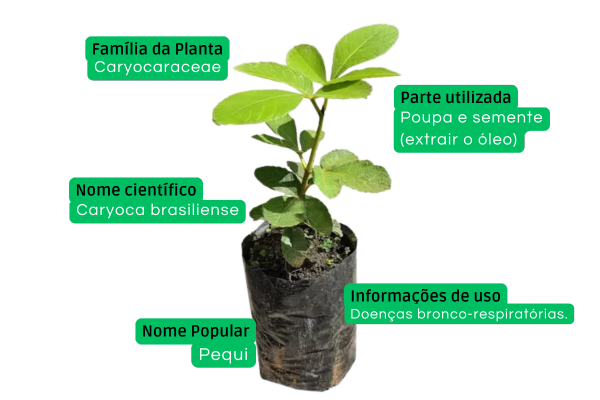 Família da Planta
Caryocaraceae
Parte utilizada
Poupa e semente
(extrair o óleo)
Nome científico
Caryoca brasiliense
Informações de uso
Doenças bronco-respiratórias.
Nome Popular
Pequi